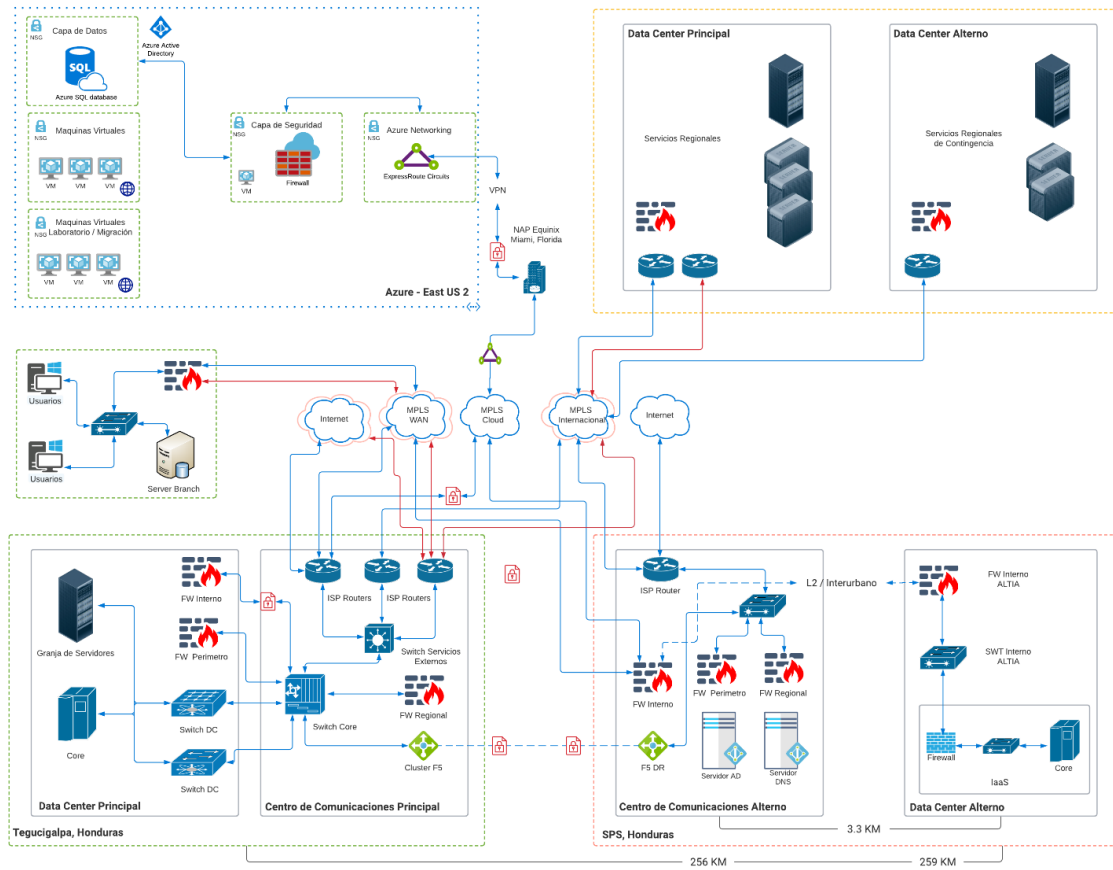 NSG
Capa de Datos
SQL
Azure SQL database
Azure Active
Directory
NSG
Maquinas Virtuales
VM
VM
VM
NSG
Maquinas Virtuales
Laboratorio / Migración
VM
VM
VM
NSG
Capa de Seguridad
VM
Firewall
NSG
Azure Networking
ExpressRoute Circuits
VPN
NAP Equinix
Miami, Florida
Azure - East US 2
Data Center Principal
Servicios Regionales
Data Center Alterno
Servicios Regionales
de Contingencia
Usuarios
Usuarios
Server Branch
Internet
MPLS
WAN
MPLS
Cloud
MPLS
Internacional
Internet
Granja de Servidores
Core
FW Interno
FW Perimetro
Switch DC
Switch DC
Data Center Principal
ISP Routers
ISP Routers
Switch Servicios
Externos
Switch Core
FW Regional
Cluster F5
Centro de Comunicaciones Principal
Tegucigalpa, Honduras
ISP Router
L2 / Interurbano
FW Interno
FW Perimetro
FW Regional
F5 DR
Servidor AD
Servidor
DNS
Centro de Comunicaciones Alterno
FW Interno
ALTIA
SWT Interno
ALTIA
Firewall
Core
IaaS
Data Center Alterno
SPS, Honduras
3.3 KM
256 KM
259 KM